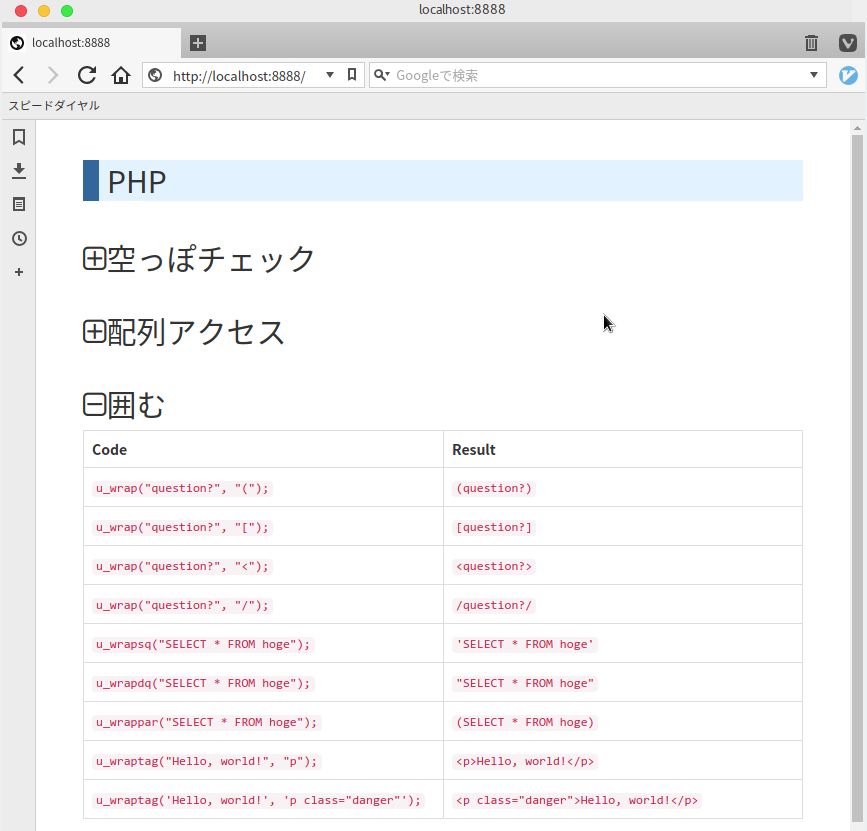 localhost:8888
localhost:8888
http://localhost:8888/
Googleで検索
スピードダイヤル
PHP
空っぽチェック
配列アクセス
囲む
Code Result
u_wrap("question?", "("); (question?)
u_wrap("question?", "["); [question?]
u_wrap("question?", "<"); <question?>
u_wrap("question?", "/"); /question?/
u_wrapsq("SELECT * FROM hoge"); 'SELECT * FROM hoge'
u_wrapdq("SELECT * FROM hoge"); "SELECT * FROM hoge"
u_wrappar("SELECT * FROM hoge"); (SELECT * FROM hoge)
u_wraptag("Hello, world!", "p"); <p>Hello, world!</p>
u_wraptag('Hello, world!', 'p class="danger"'); <p class="danger">Hello, world!</p>